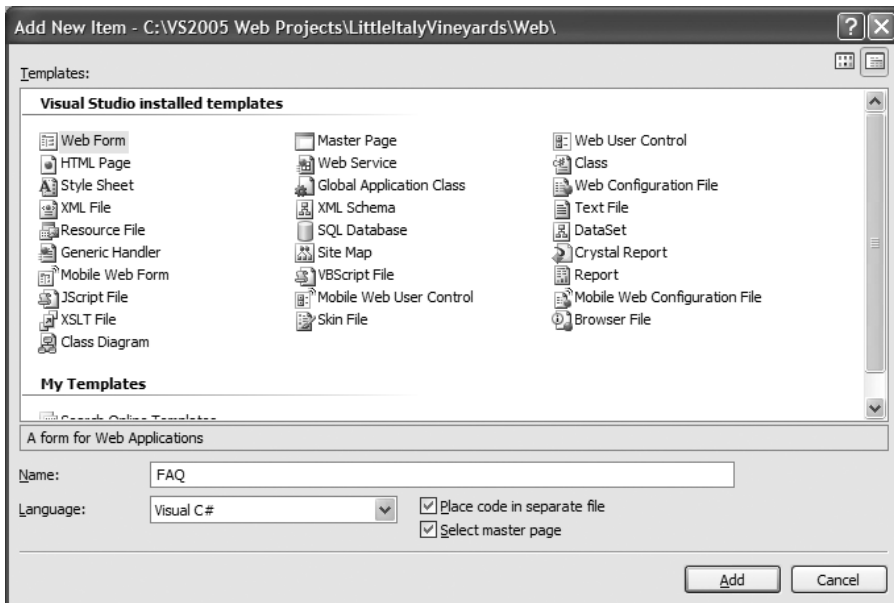 Add New Item - C:\VS2005 Web Projects\LittleItalyVineyards\Web\
Templates:
Visual Studio installed templates
Web Form Master Page Web User Control
HTML Page Web Service Class
Style Sheet Global Application Class Web Configuration File
XML File XML Schema Text File
Resource File SQL Database DataSet
Generic Handler Site Map Crystal Report
Mobile Web Form VBScript File Report
JScript File Mobile Web User Control Mobile Web Configuration File
XSLT File Skin File Browser File
Class Diagram
My Templates
Search Online Templates
A form for Web Applications
Name: FAQ
Language: Visual C# Place code in separate file
Select master page
Add Cancel